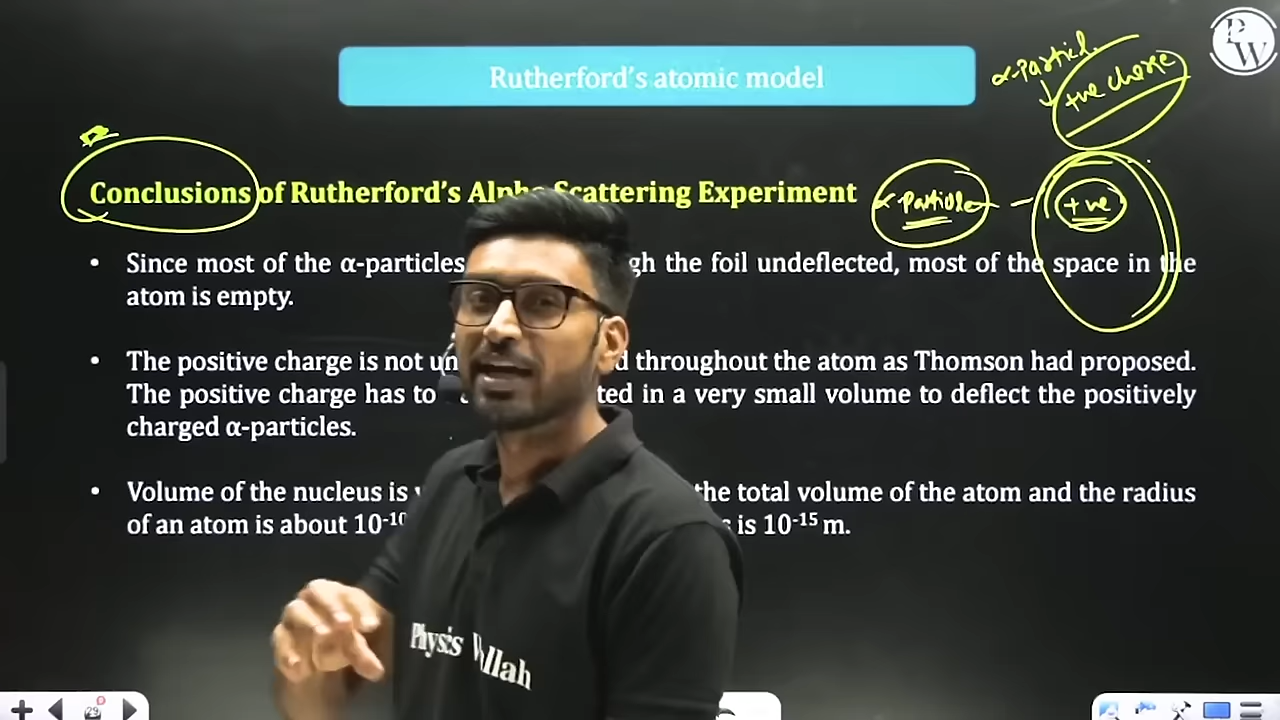 Rutherford's atomic model
α-particle
+ve charge
PW
Conclusions of Rutherford's Alpha Scattering Experiment
α-particle - +ve
• Since most of the α-particles gh the foil undeflected, most of the space in the
atom is empty.
• The positive charge is not un d throughout the atom as Thomson had proposed.
The positive charge has to ted in a very small volume to deflect the positively
charged α-particles.
• Volume of the nucleus is the total volume of the atom and the radius
of an atom is about 10⁻¹⁰ is 10⁻¹⁵ m.
Physics Wallah